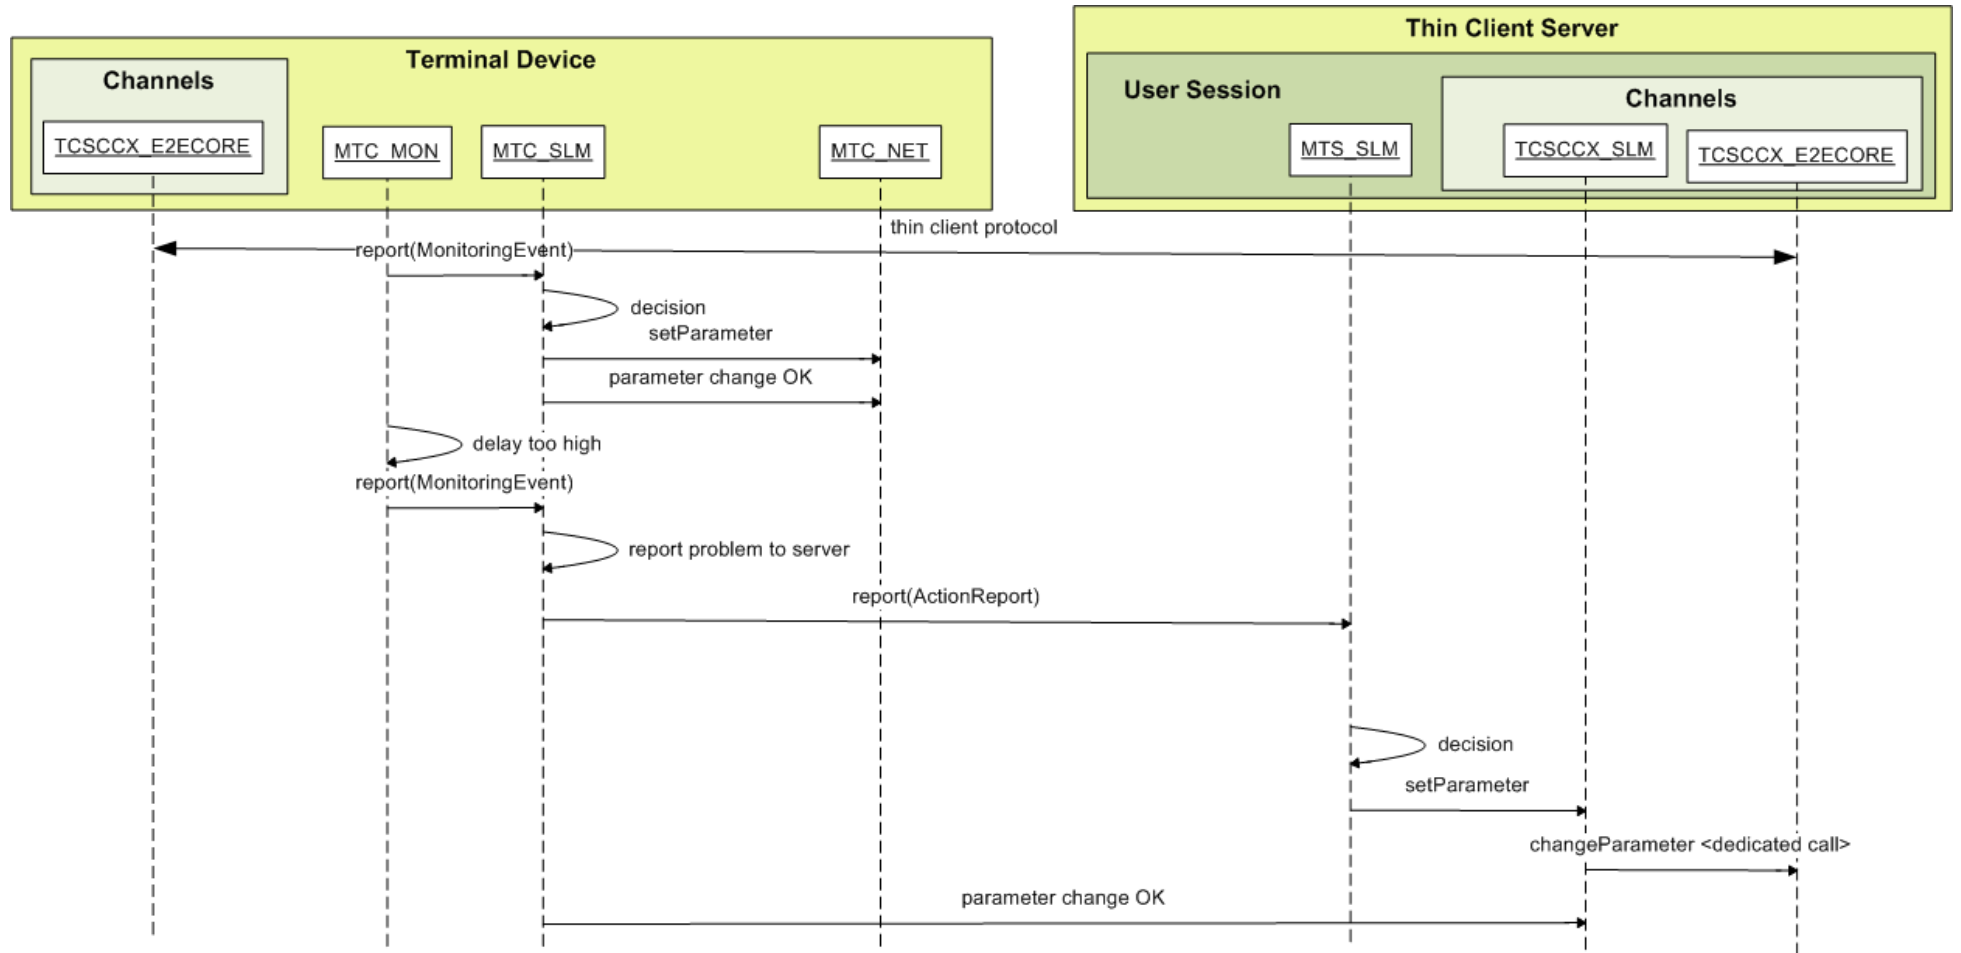 Thin Client Server
Terminal Device
Channels
User Session
Channels
TCSCCX_E2ECORE
MTC_MON
MTC_SLM
MTC_NET
MTS_SLM
TCSCCX_SLM
TCSCCX_E2ECORE
thin client protocol
report(MonitoringEvent)
decision
setParameter
parameter change OK
delay too high
report(MonitoringEvent)
report problem to server
report(ActionReport)
decision
setParameter
changeParameter <dedicated call>
parameter change OK